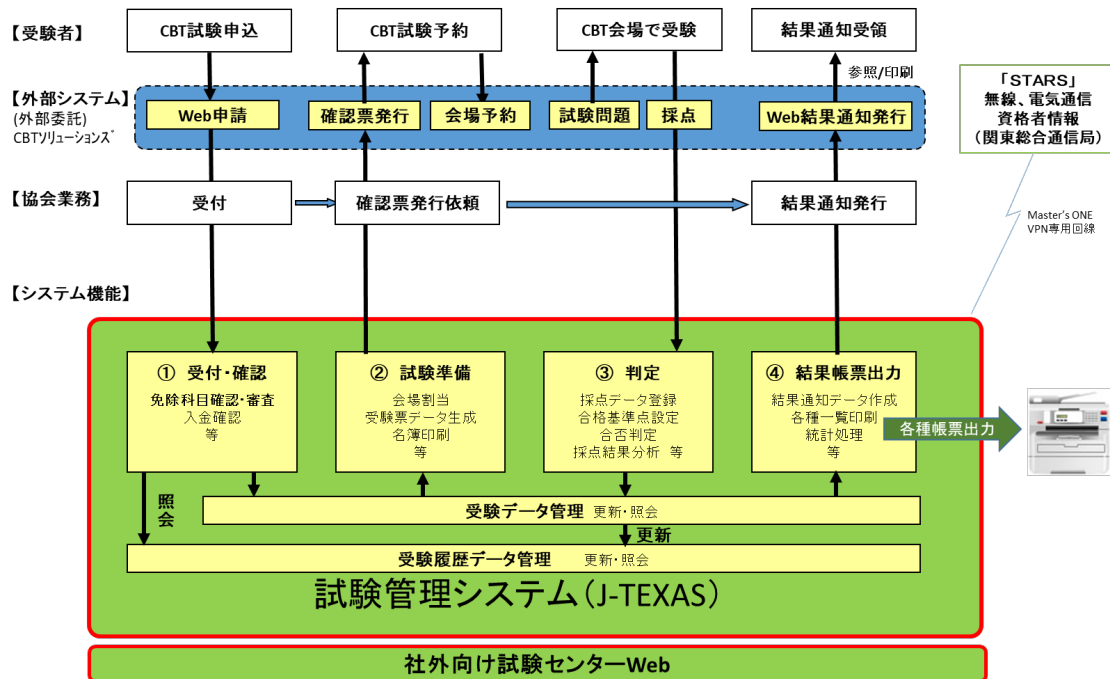 【受験者】
CBT試験申込
CBT試験予約
CBT会場で受験
結果通知受領
参照/印刷
【外部システム】
(外部委託)
CBTソリューションズ
Web申請
確認票発行
会場予約
試験問題
採点
Web結果通知発行
「STARS」
無線、電気通信
資格者情報
（関東総合通信局）
【協会業務】
受付
確認票発行依頼
結果通知発行
Master's ONE
VPN専用回線
【システム機能】
① 受付・確認
免除科目確認・審査
入金確認
等
② 試験準備
会場割当
受験票データ生成
名簿印刷
等
③ 判定
採点データ登録
合格基準点設定
合否判定
採点結果分析 等
④ 結果帳票出力
結果通知データ作成
各種一覧印刷
統計処理
等
各種帳票出力
照会
受験データ管理 更新・照会
更新
受験履歴データ管理 更新・照会
試験管理システム（J-TEXAS）
社外向け試験センターWeb